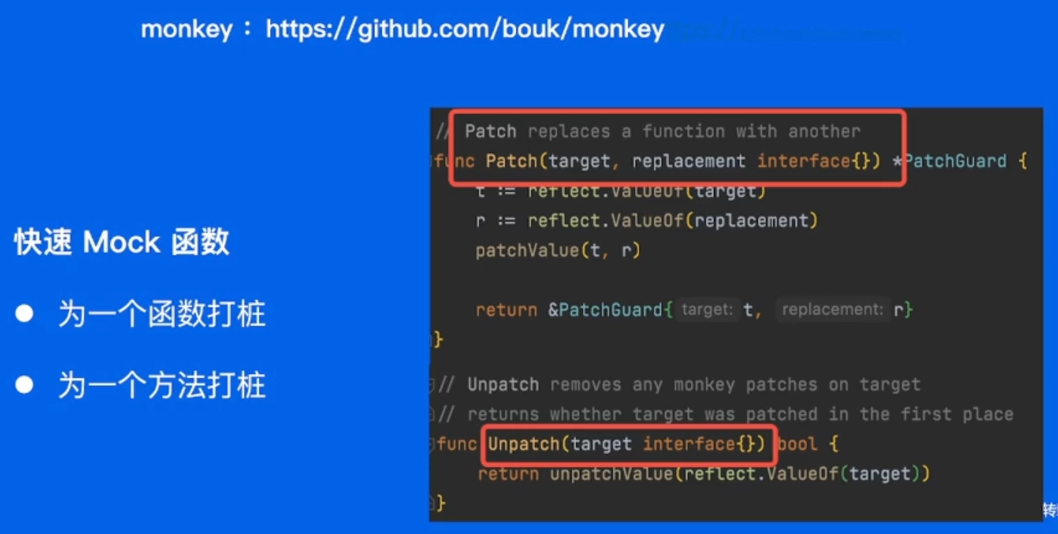 monkey： https://github.com/bouk/monkey
快速 Mock 函数
● 为一个函数打桩
● 为一个方法打桩
// Patch replaces a function with another
func Patch(target, replacement interface{}) *PatchGuard {
t := reflect.ValueOf(target)
r := reflect.ValueOf(replacement)
patchValue(t, r)
return &PatchGuard{target: t, replacement: r}
}
// Unpatch removes any monkey patches on target
// returns whether target was patched in the first place
func Unpatch(target interface{}) bool {
return unpatchValue(reflect.ValueOf(target))
}